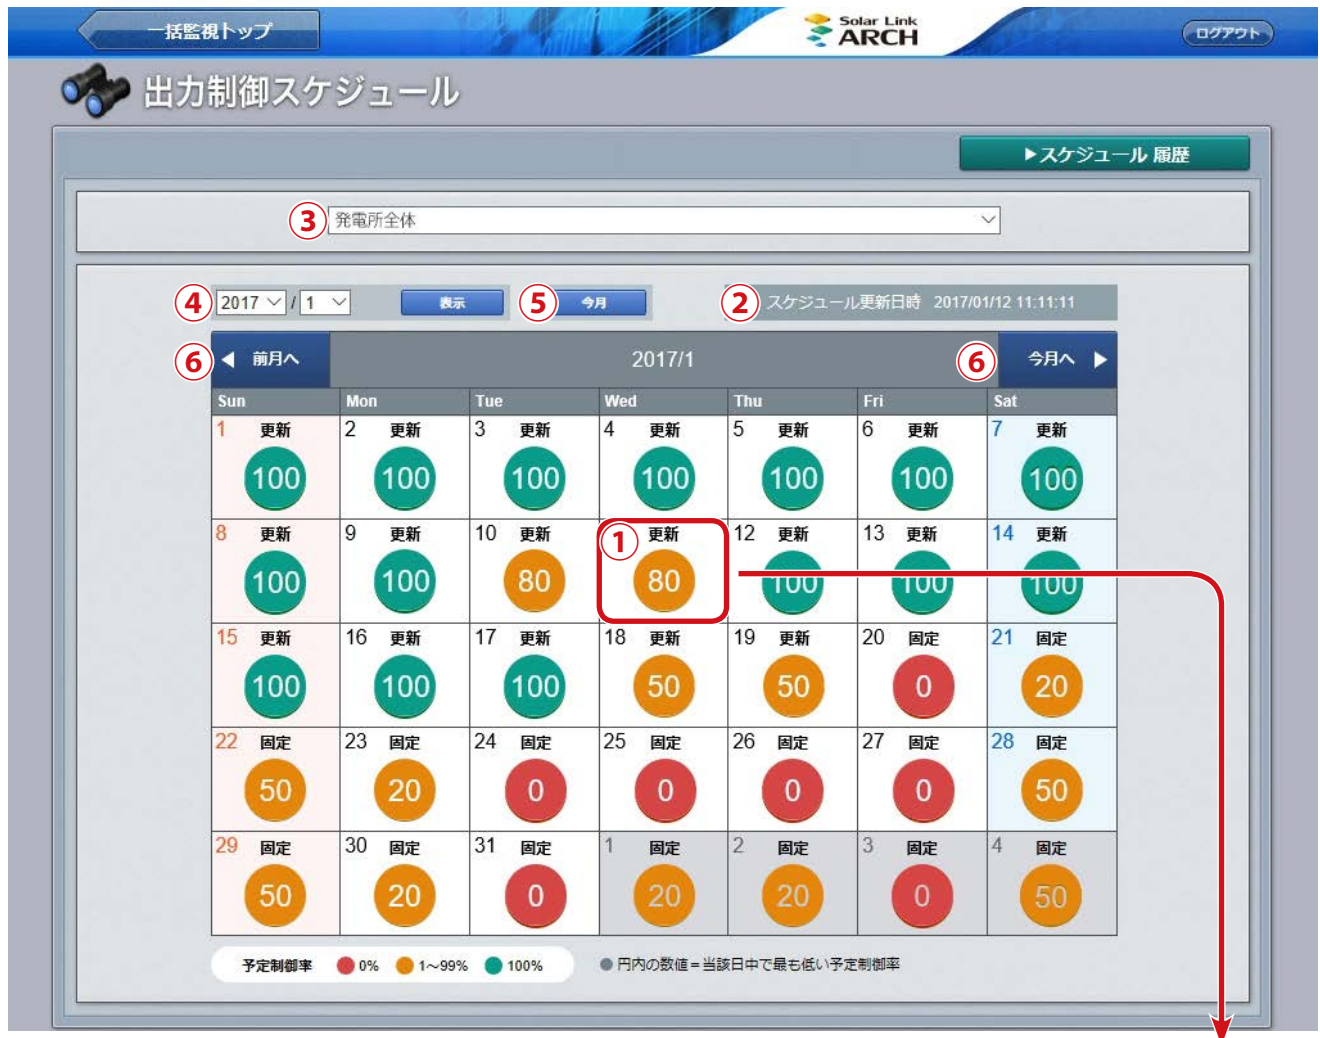 一括監視トップ
Solar Link
ARCH
ログアウト
出力制御スケジュール
▶スケジュール 履歴
③ 発電所全体
④ 2017 / 1 表示 ⑤ 今月 ② スケジュール更新日時 2017/01/12 11:11:11
⑥ ◀ 前月へ 2017/1 ⑥ 今月へ ▶
Sun Mon Tue Wed Thu Fri Sat
1 更新 2 更新 3 更新 4 更新 5 更新 6 更新 7 更新
100 100 100 100 100 100 100
8 更新 9 更新 10 更新 ① 更新 12 更新 13 更新 14 更新
100 100 80 80 100 100 100
15 更新 16 更新 17 更新 18 更新 19 更新 20 固定 21 固定
100 100 100 50 50 0 20
22 固定 23 固定 24 固定 25 固定 26 固定 27 固定 28 固定
50 20 0 0 0 0 50
29 固定 30 固定 31 固定 1 固定 2 固定 3 固定 4 固定
50 20 0 20 20 0 50
予定制御率 0% 1～99% 100% 円内の数値＝当該日中で最も低い予定制御率